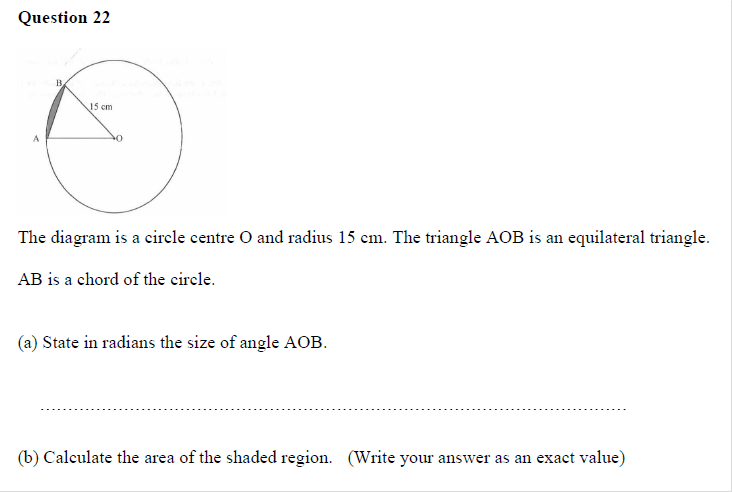 Question 22
B
15 cm
A
O
The diagram is a circle centre O and radius 15 cm. The triangle AOB is an equilateral triangle.
AB is a chord of the circle.
(a) State in radians the size of angle AOB.
(b) Calculate the area of the shaded region. (Write your answer as an exact value)